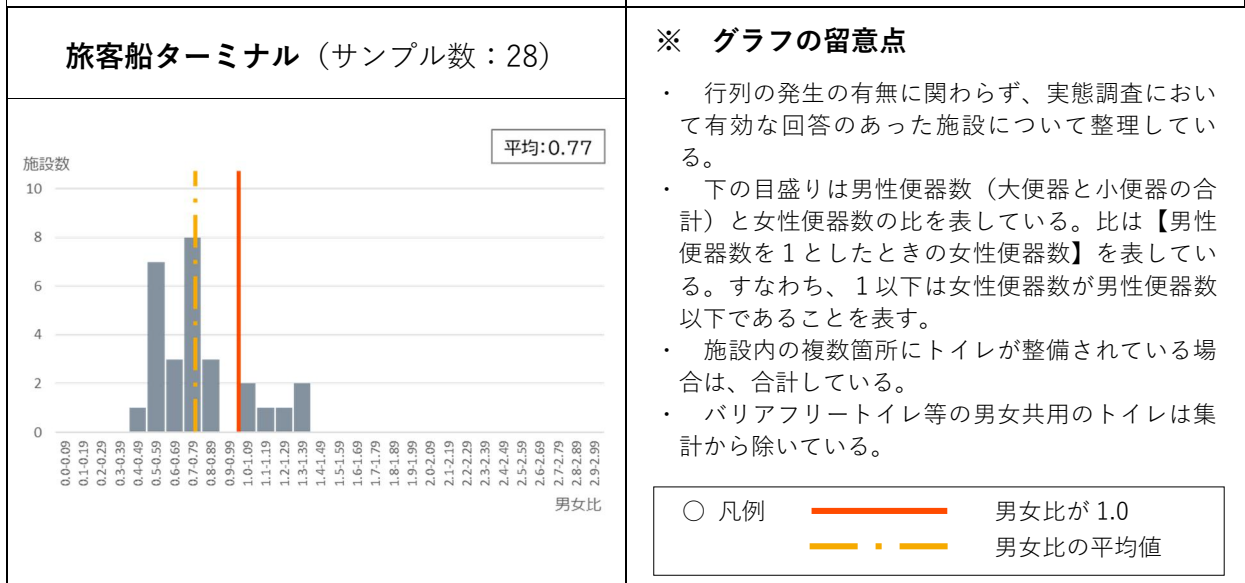 旅客船ターミナル（サンプル数：28）
平均:0.77
施設数
10
8
6
4
2
0
0.0-0.09
0.1-0.19
0.2-0.29
0.3-0.39
0.4-0.49
0.5-0.59
0.6-0.69
0.7-0.79
0.8-0.89
0.9-0.99
1.0-1.09
1.1-1.19
1.2-1.29
1.3-1.39
1.4-1.49
1.5-1.59
1.6-1.69
1.7-1.79
1.8-1.89
1.9-1.99
2.0-2.09
2.1-2.19
2.2-2.29
2.3-2.39
2.4-2.49
2.5-2.59
2.6-2.69
2.7-2.79
2.8-2.89
2.9-2.99
男女比
※　グラフの留意点
・　行列の発生の有無に関わらず、実態調査におい
て有効な回答のあった施設について整理してい
る。
・　下の目盛りは男性便器数（大便器と小便器の合
計）と女性便器数の比を表している。比は【男性
便器数を１としたときの女性便器数】を表してい
る。すなわち、１以下は女性便器数が男性便器数
以下であることを表す。
・　施設内の複数箇所にトイレが整備されている場
合は、合計している。
・　バリアフリートイレ等の男女共用のトイレは集
計から除いている。
○ 凡例　男女比が 1.0
男女比の平均値